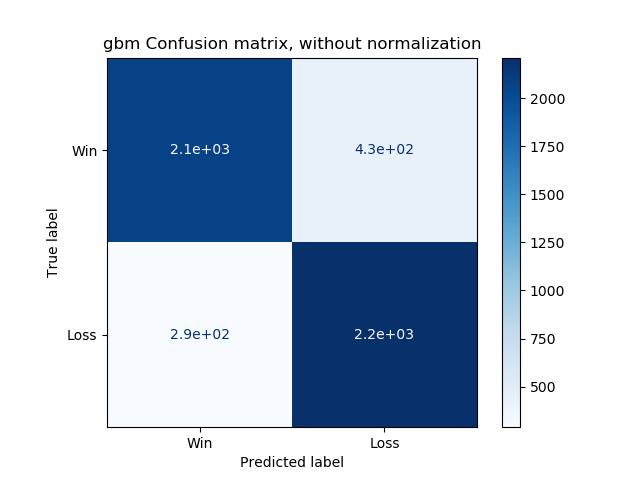 gbm Confusion matrix, without normalization
True label
Win
2.1e+03
4.3e+02
Loss
2.9e+02
2.2e+03
Win
Loss
Predicted label
2000
1750
1500
1250
1000
750
500